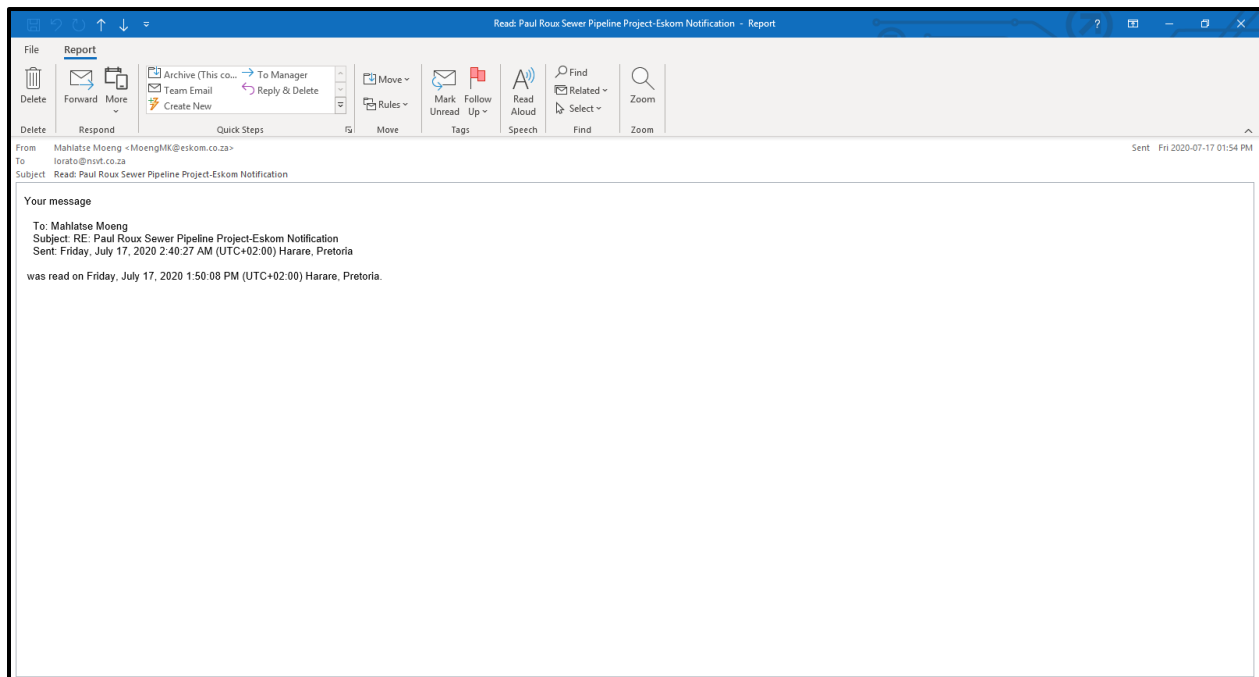 Read: Paul Roux Sewer Pipeline Project-Eskom Notification - Report
?
File Report
Delete
Forward
More
Archive (This co...
To Manager
Team Email
Reply & Delete
Create New
Move
Rules
Mark Unread
Follow Up
Read Aloud
Find
Related
Select
Zoom
Delete
Respond
Quick Steps
Move
Tags
Speech
Find
Zoom
From Mahlatse Moeng <MoengMK@eskom.co.za>
Sent Fri 2020-07-17 01:54 PM
To lorato@nsvt.co.za
Subject Read: Paul Roux Sewer Pipeline Project-Eskom Notification
Your message
To: Mahlatse Moeng
Subject: RE: Paul Roux Sewer Pipeline Project-Eskom Notification
Sent: Friday, July 17, 2020 2:40:27 AM (UTC+02:00) Harare, Pretoria
was read on Friday, July 17, 2020 1:50:08 PM (UTC+02:00) Harare, Pretoria.